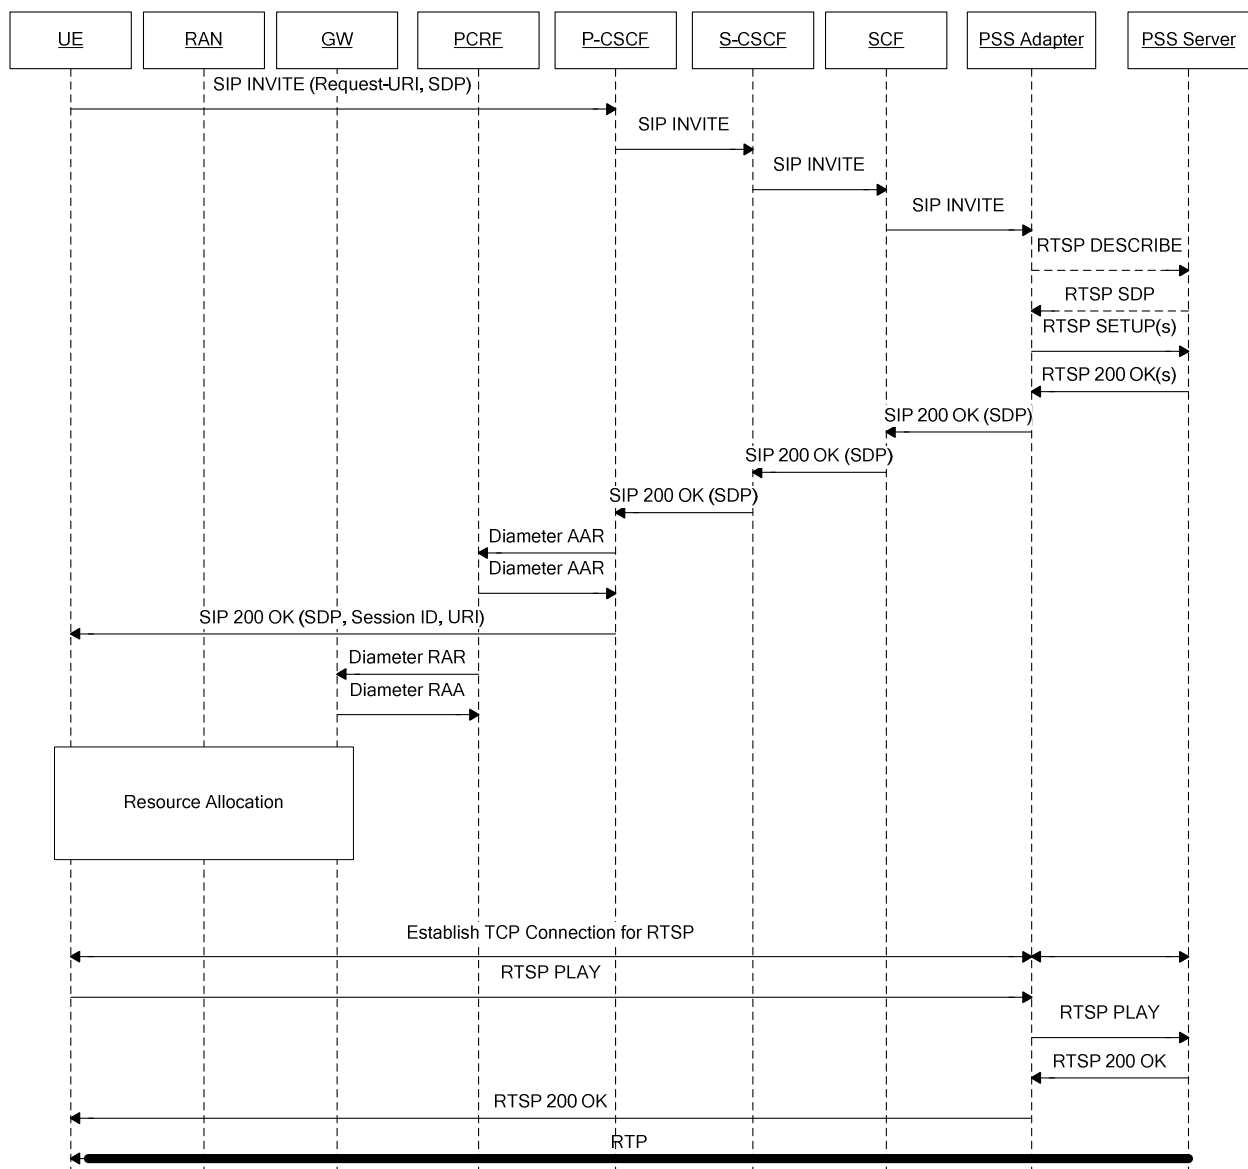 UE RAN GW PCRF P-CSCF S-CSCF SCF PSS Adapter PSS Server
SIP INVITE (Request-URI, SDP)
SIP INVITE
SIP INVITE
SIP INVITE
RTSP DESCRIBE
RTSP SDP
RTSP SETUP(s)
RTSP 200 OK(s)
SIP 200 OK (SDP)
SIP 200 OK (SDP)
SIP 200 OK (SDP)
Diameter AAR
Diameter AAR
SIP 200 OK (SDP, Session ID, URI)
Diameter RAR
Diameter RAA
Resource Allocation
Establish TCP Connection for RTSP
RTSP PLAY
RTSP PLAY
RTSP 200 OK
RTSP 200 OK
RTP